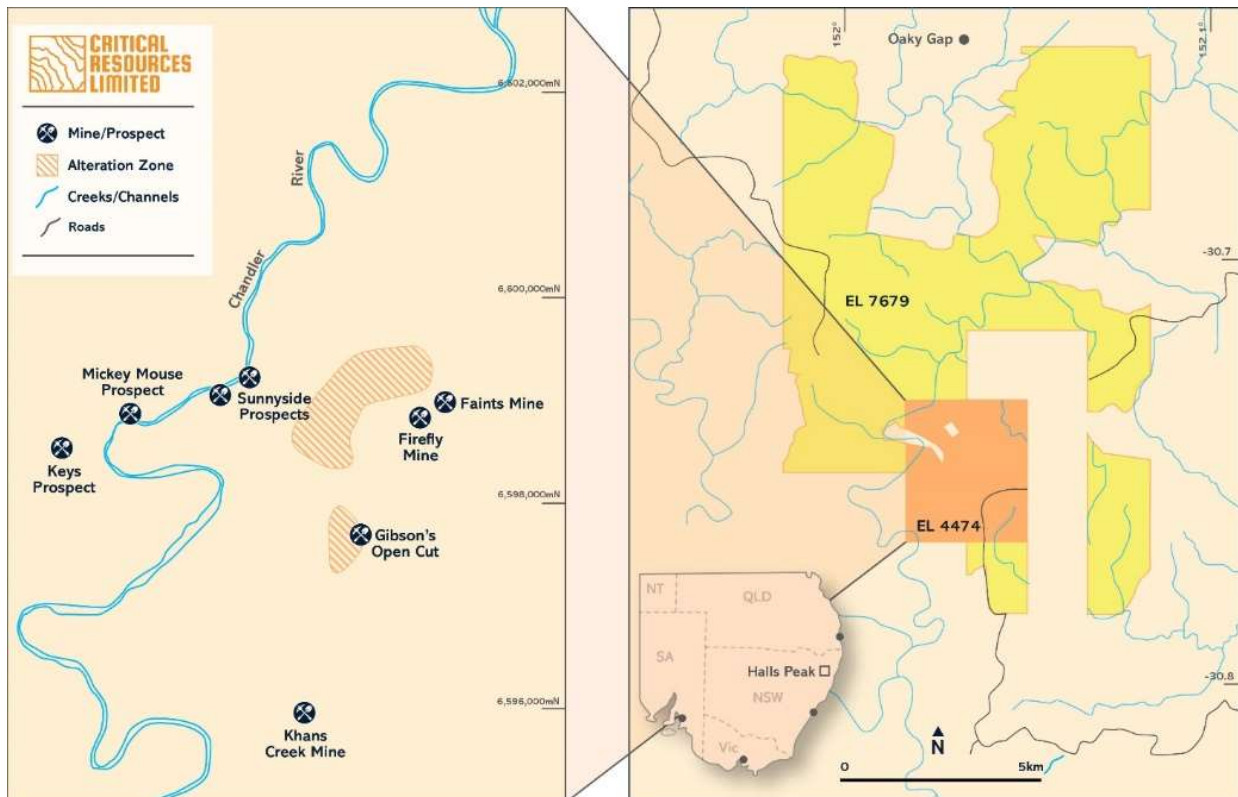 CRITICAL
RESOURCES
LIMITED
Mine/Prospect
Alteration Zone
Creeks/Channels
Roads
River
Chandler
6,602,000mN
6,600,000mN
6,598,000mN
6,596,000mN
Mickey Mouse
Prospect
Sunnyside
Prospects
Faints Mine
Firefly
Mine
Keys
Prospect
Gibson's
Open Cut
Khans
Creek Mine
152°
152.1°
Oaky Gap
-30.7
EL 7679
EL 4474
-30.8
NT
QLD
SA
Halls Peak
NSW
Vic
N
0
5km